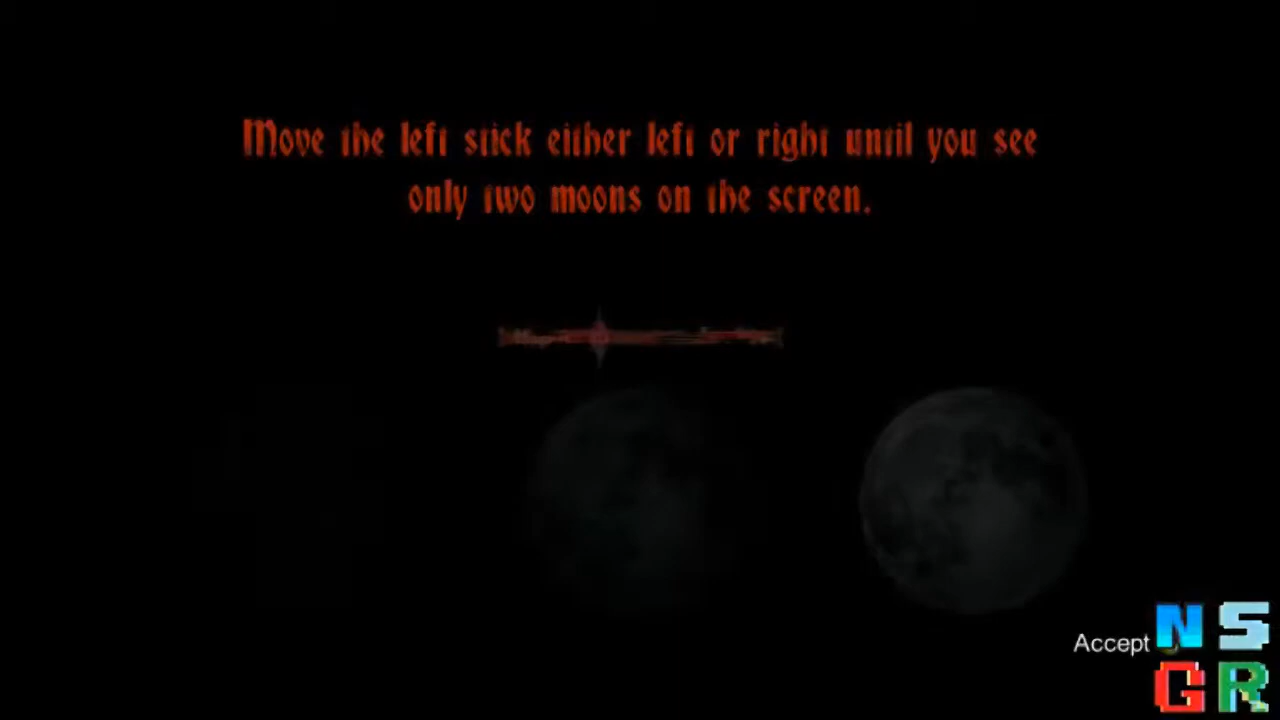 Move the left stick either left or right until you see
only two moons on the screen.
Accept
N S
G R